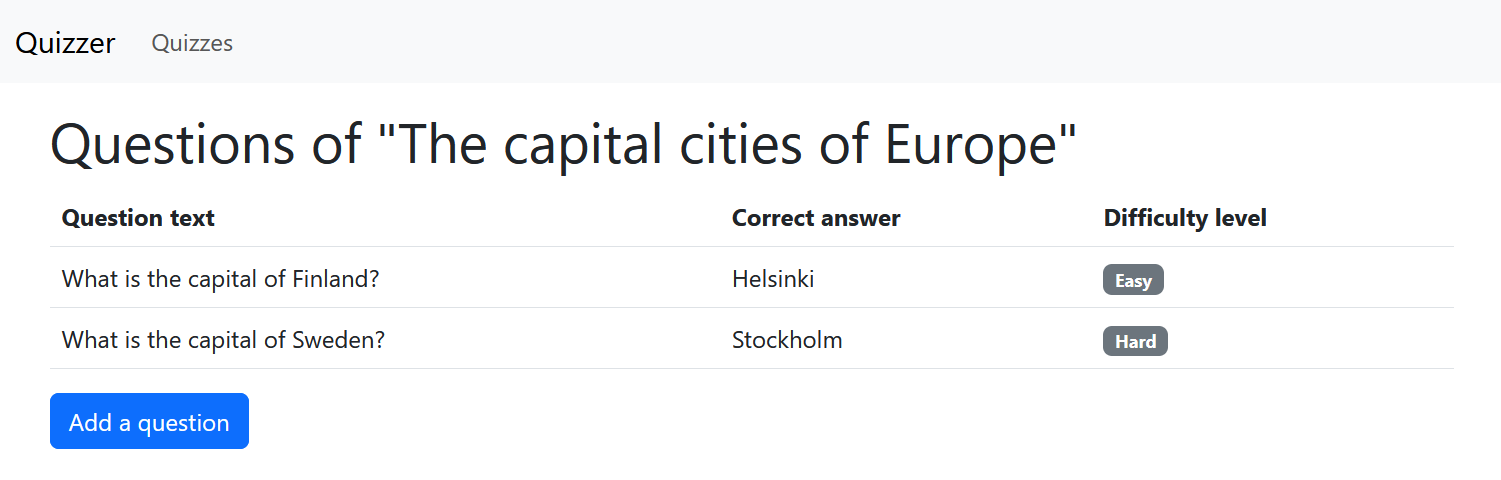 Quizzer Quizzes
Questions of "The capital cities of Europe"
Question text Correct answer Difficulty level
What is the capital of Finland? Helsinki Easy
What is the capital of Sweden? Stockholm Hard
Add a question